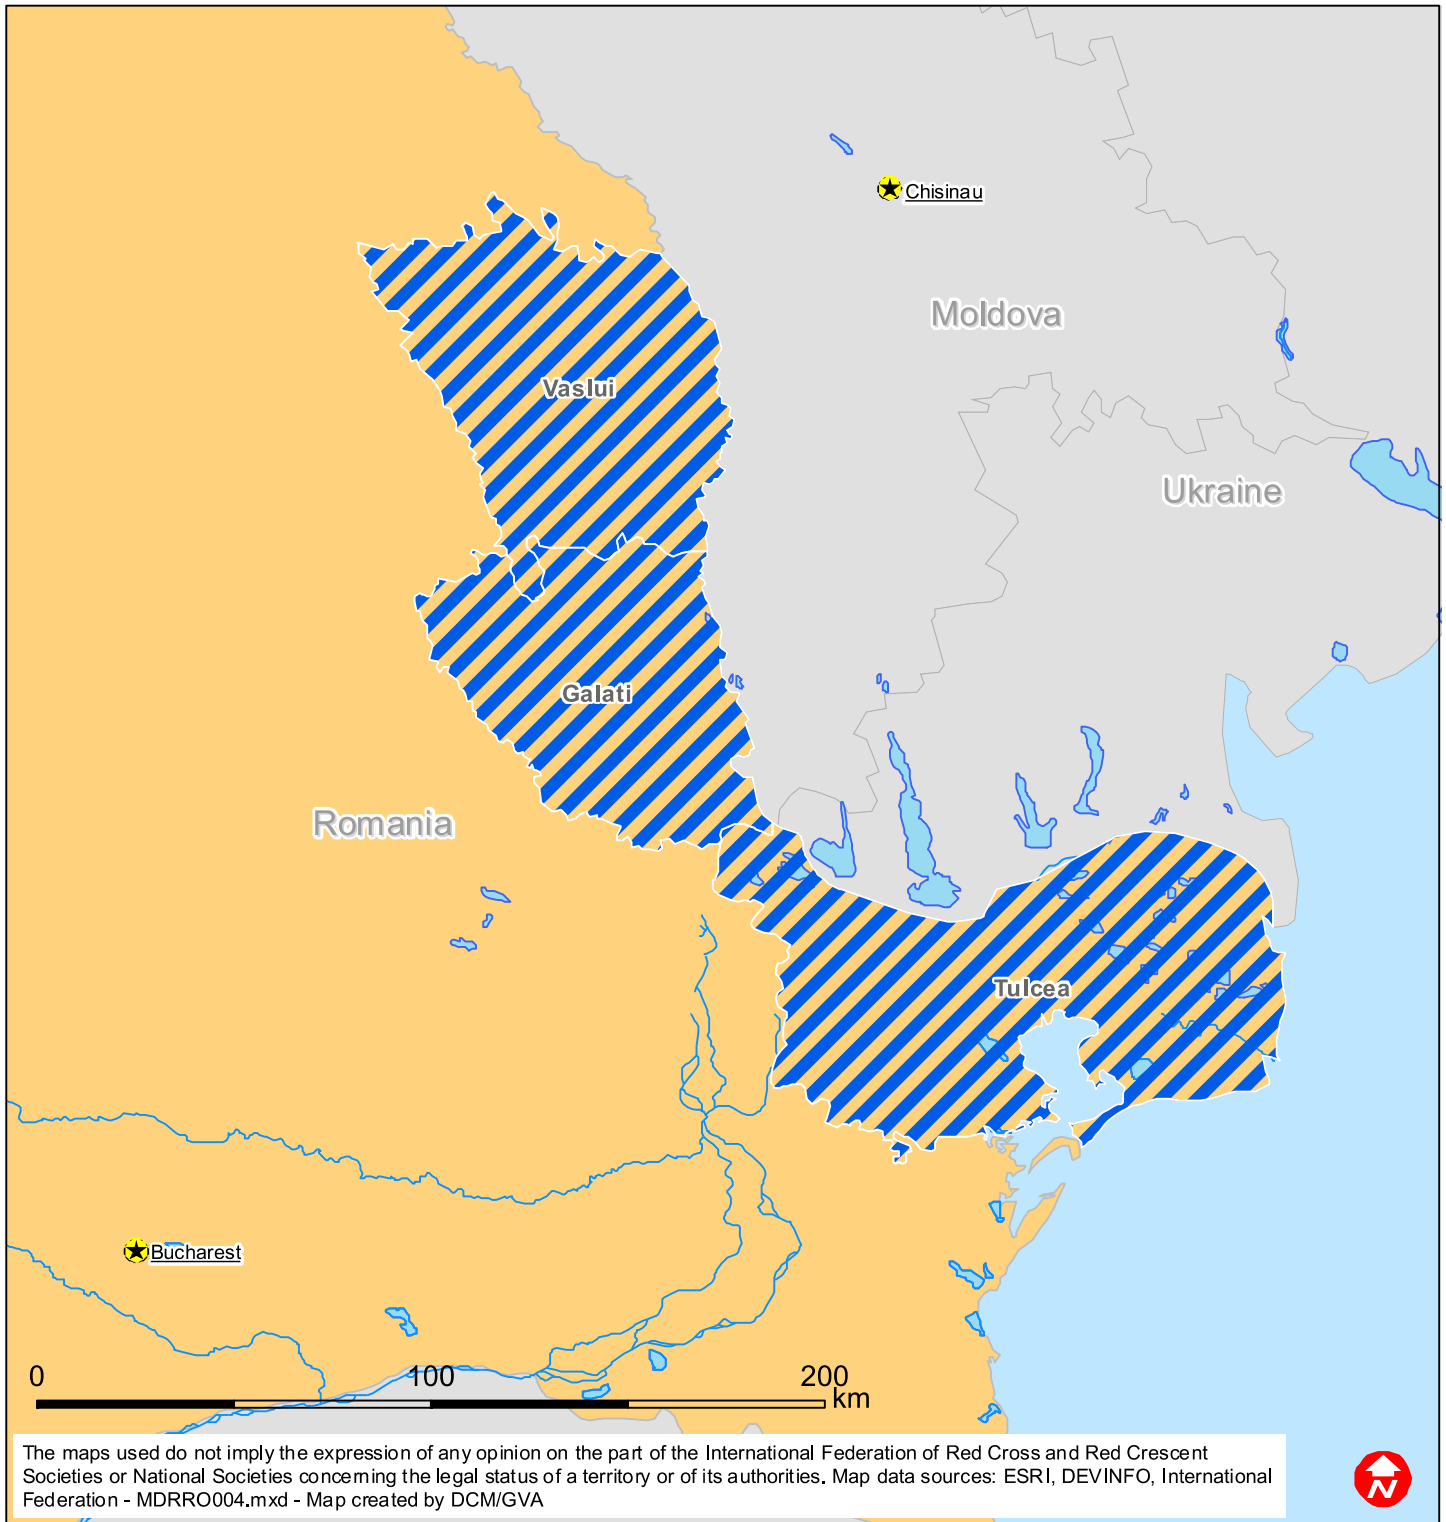 Chisinau
Moldova
Vaslui
Ukraine
Galati
Romania
Tulcea
Bucharest
0 100 200
km
The maps used do not imply the expression of any opinion on the part of the International Federation of Red Cross and Red Crescent
Societies or National Societies concerning the legal status of a territory or of its authorities. Map data sources: ESRI, DEVINFO, International
Federation - MDRRO004.mxd - Map created by DCM/GVA
N